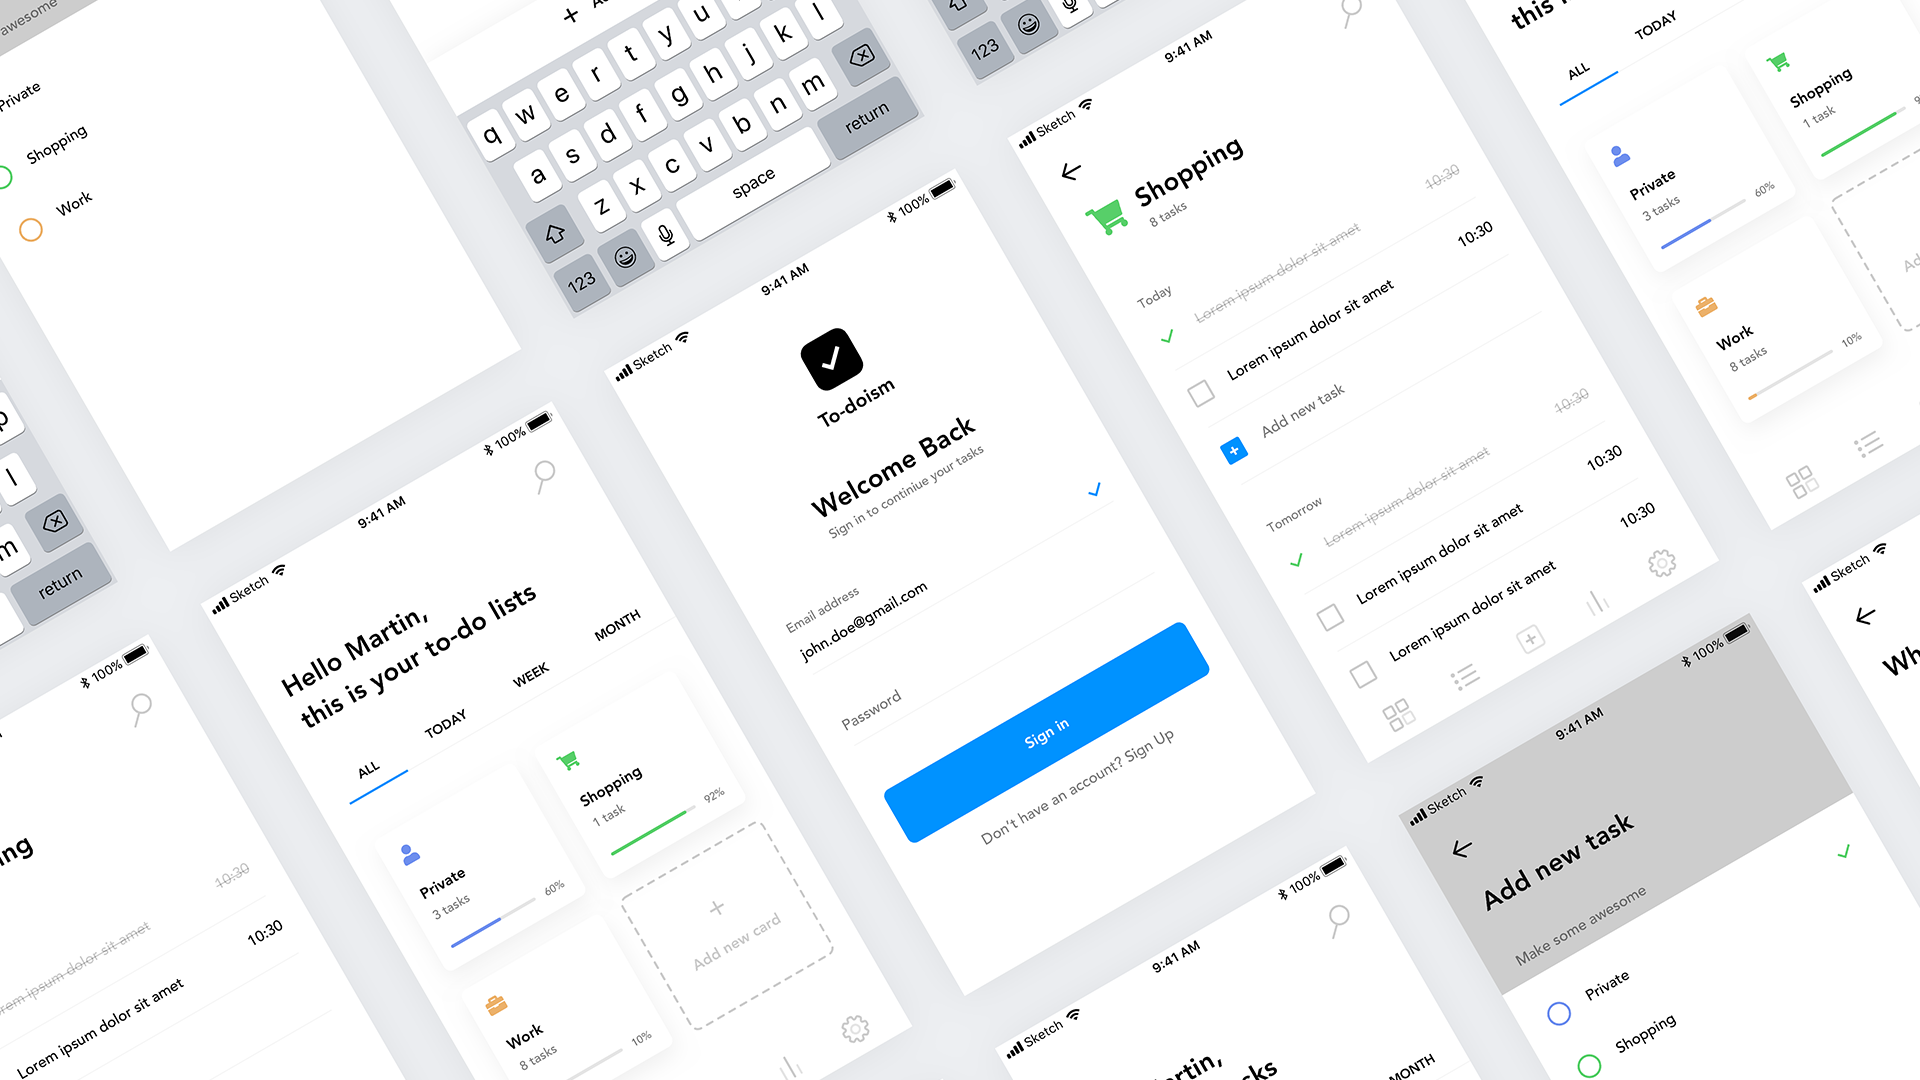 awesome
Private
Shopping
Work
return
+
q w e r t y u
a s d f g h j k l
z x c v b n m
123
space
return
123
Sketch
9:41 AM
100%
Hello Martin,
this is your to-do lists
ALL
TODAY
WEEK
MONTH
Private
3 tasks
60%
Shopping
1 task
92%
Work
8 tasks
10%
+
Add new card
Sketch
9:41 AM
100%
To-doism
Welcome Back
Sign in to continiue your tasks
Email address
john.doe@gmail.com
Password
Sign in
Don't have an account? Sign Up
Sketch
9:41 AM
Shopping
8 tasks
Today
Lorem ipsum dolor sit amet
10:30
Lorem ipsum dolor sit amet
10:30
Add new task
Tomorrow
Lorem ipsum dolor sit amet
10:30
Lorem ipsum dolor sit amet
10:30
Lorem ipsum dolor sit amet
10:30
this is
ALL
TODAY
Private
3 tasks
60%
Shopping
1 task
Work
8 tasks
10%
100%
10:30
ipsum dolor sit amet
Lorem ipsum dolor sit amet
10:30
Sketch
9:41 AM
100%
MONTH
Sketch
9:41 AM
100%
Add new task
Make some awesome
Private
Shopping
Sketch